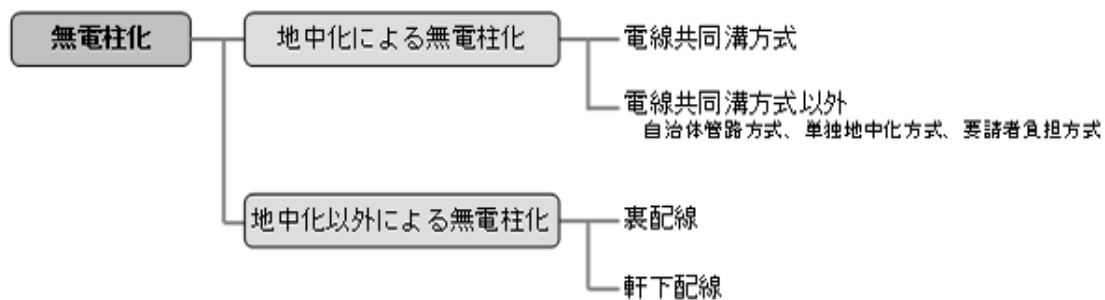 無電柱化
地中化による無電柱化
電線共同溝方式
電線共同溝方式以外
自治体管路方式、単独地中化方式、要請者負担方式
地中化以外による無電柱化
裏配線
軒下配線